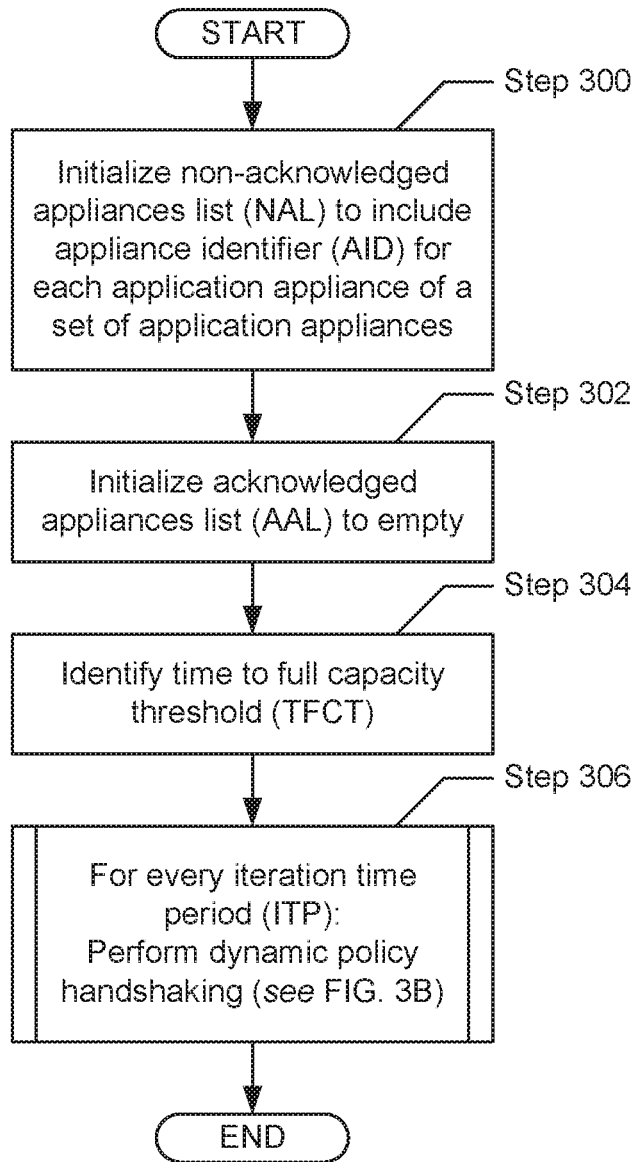 START
Step 300
Initialize non-acknowledged
appliances list (NAL) to include
appliance identifier (AID) for
each application appliance of a
set of application appliances
Step 302
Initialize acknowledged
appliances list (AAL) to empty
Step 304
Identify time to full capacity
threshold (TFCT)
Step 306
For every iteration time
period (ITP):
Perform dynamic policy
handshaking (see FIG. 3B)
END